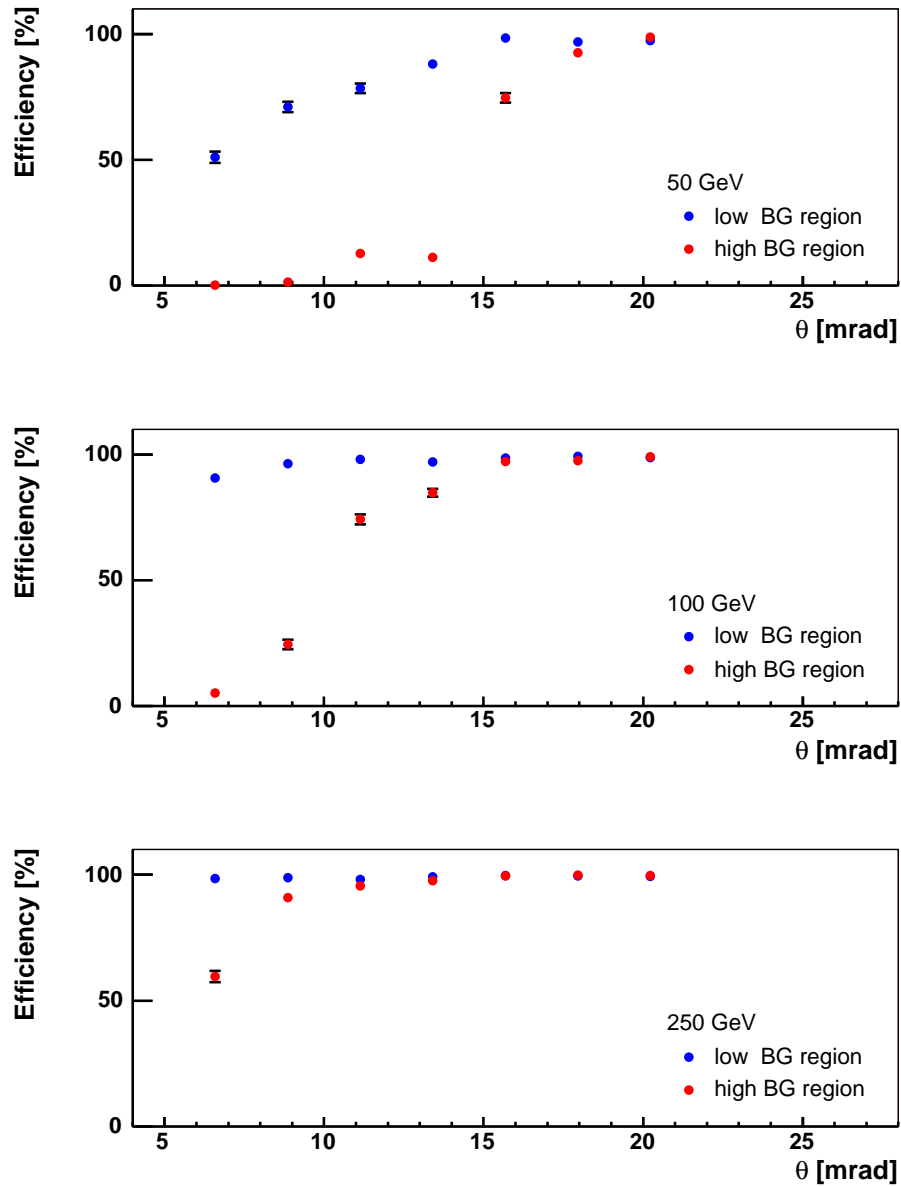 Efficiency [%]
100
50
0
50 GeV
low BG region
high BG region
5 10 15 20 25
θ [mrad]
Efficiency [%]
100
50
0
100 GeV
low BG region
high BG region
5 10 15 20 25
θ [mrad]
Efficiency [%]
100
50
0
250 GeV
low BG region
high BG region
5 10 15 20 25
θ [mrad]